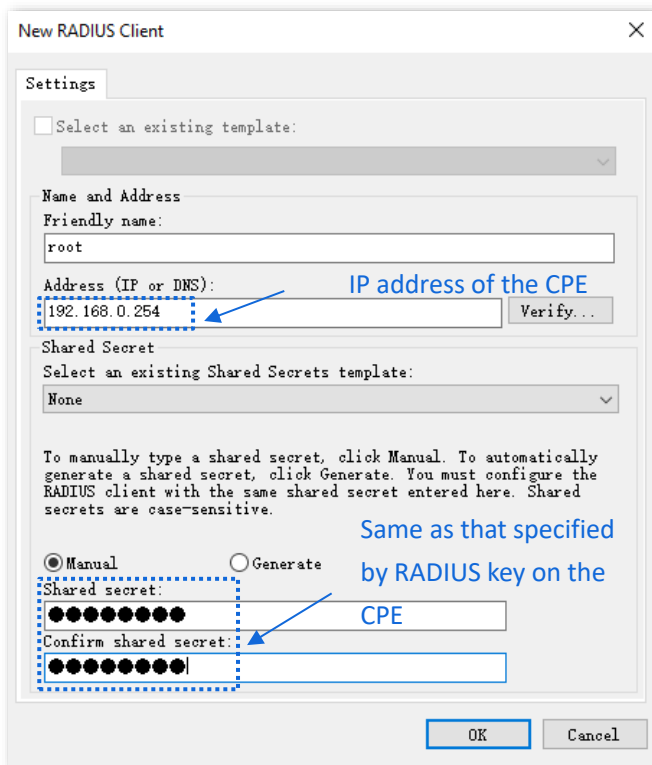 New RADIUS Client
Settings
Select an existing template:
Name and Address
Friendly name:
root
Address (IP or DNS):
IP address of the CPE
192.168.0.254
Verify...
Shared Secret
Select an existing Shared Secrets template:
None
To manually type a shared secret, click Manual. To automatically
generate a shared secret, click Generate. You must configure the
RADIUS client with the same shared secret entered here. Shared
secrets are case-sensitive.
Same as that specified
by RADIUS key on the
CPE
Manual
Generate
Shared secret:
●●●●●●●●
Confirm shared secret:
●●●●●●●●
OK
Cancel